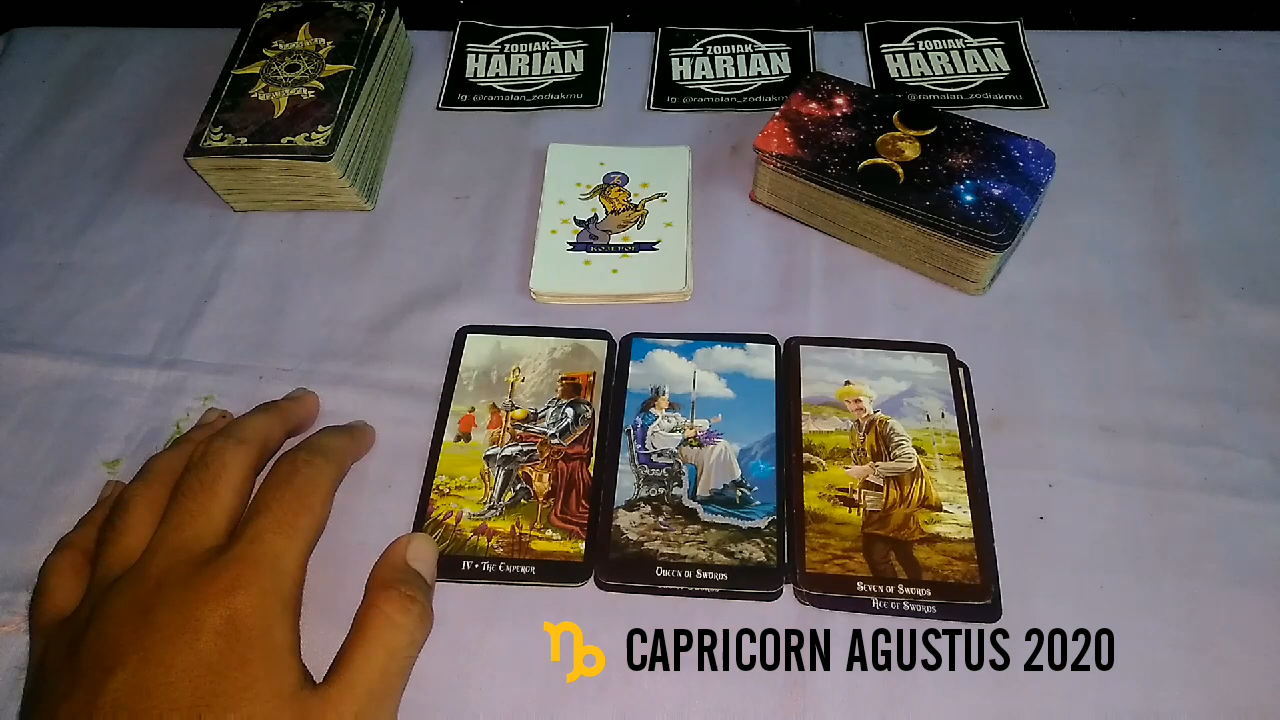 ZODIAK
HARIAN
Ig: @ramalan_zodiakmu
ZODIAK
HARIAN
Ig: @ramalan_zodiakmu
ZODIAK
HARIAN
@ramalan_zodiakmu
IV • The Emperor
Queen of Swords
Seven of Swords
Ace of Swords
CAPRICORN AGUSTUS 2020